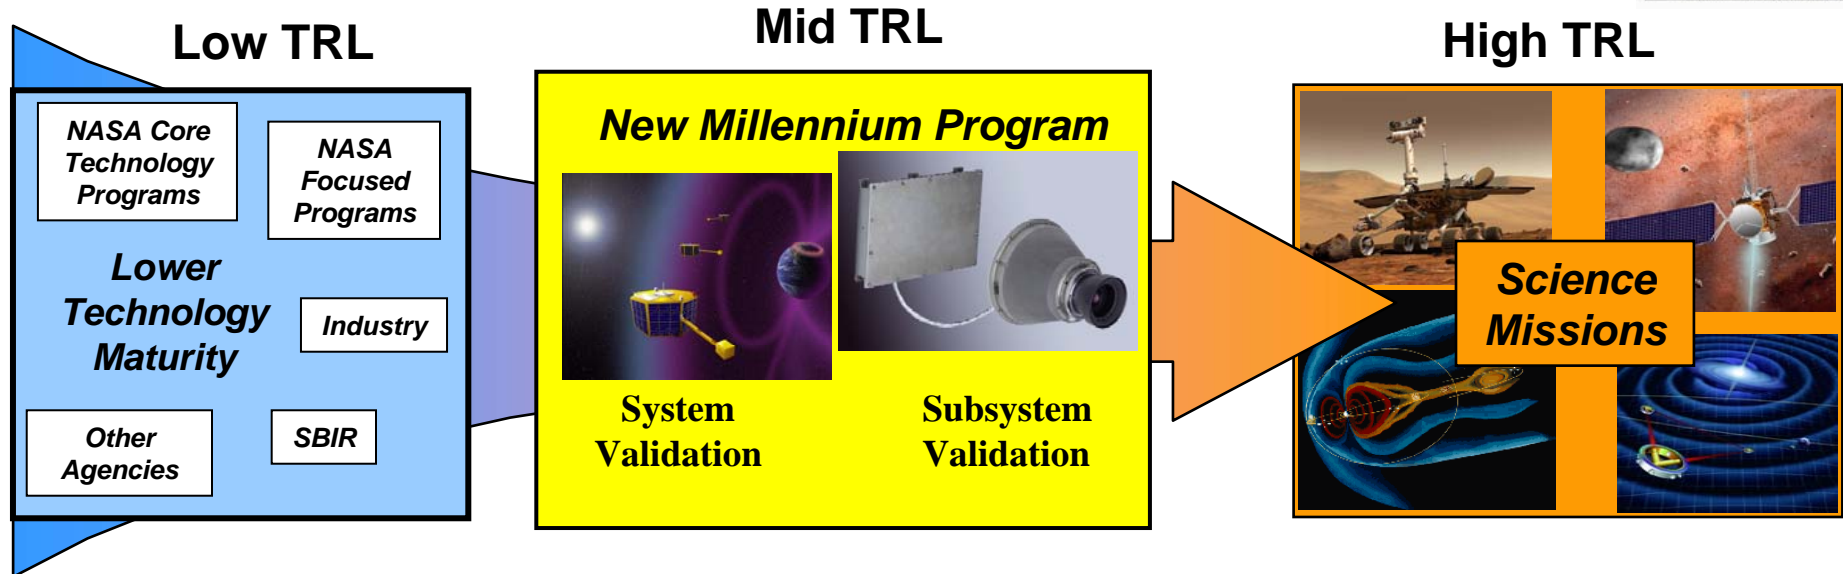 Low TRL
Mid TRL
High TRL
NASA Core
Technology
Programs
NASA
Focused
Programs
Lower
Technology
Maturity
Industry
Other
Agencies
SBIR
New Millennium Program
System
Validation
Subsystem
Validation
Science
Missions